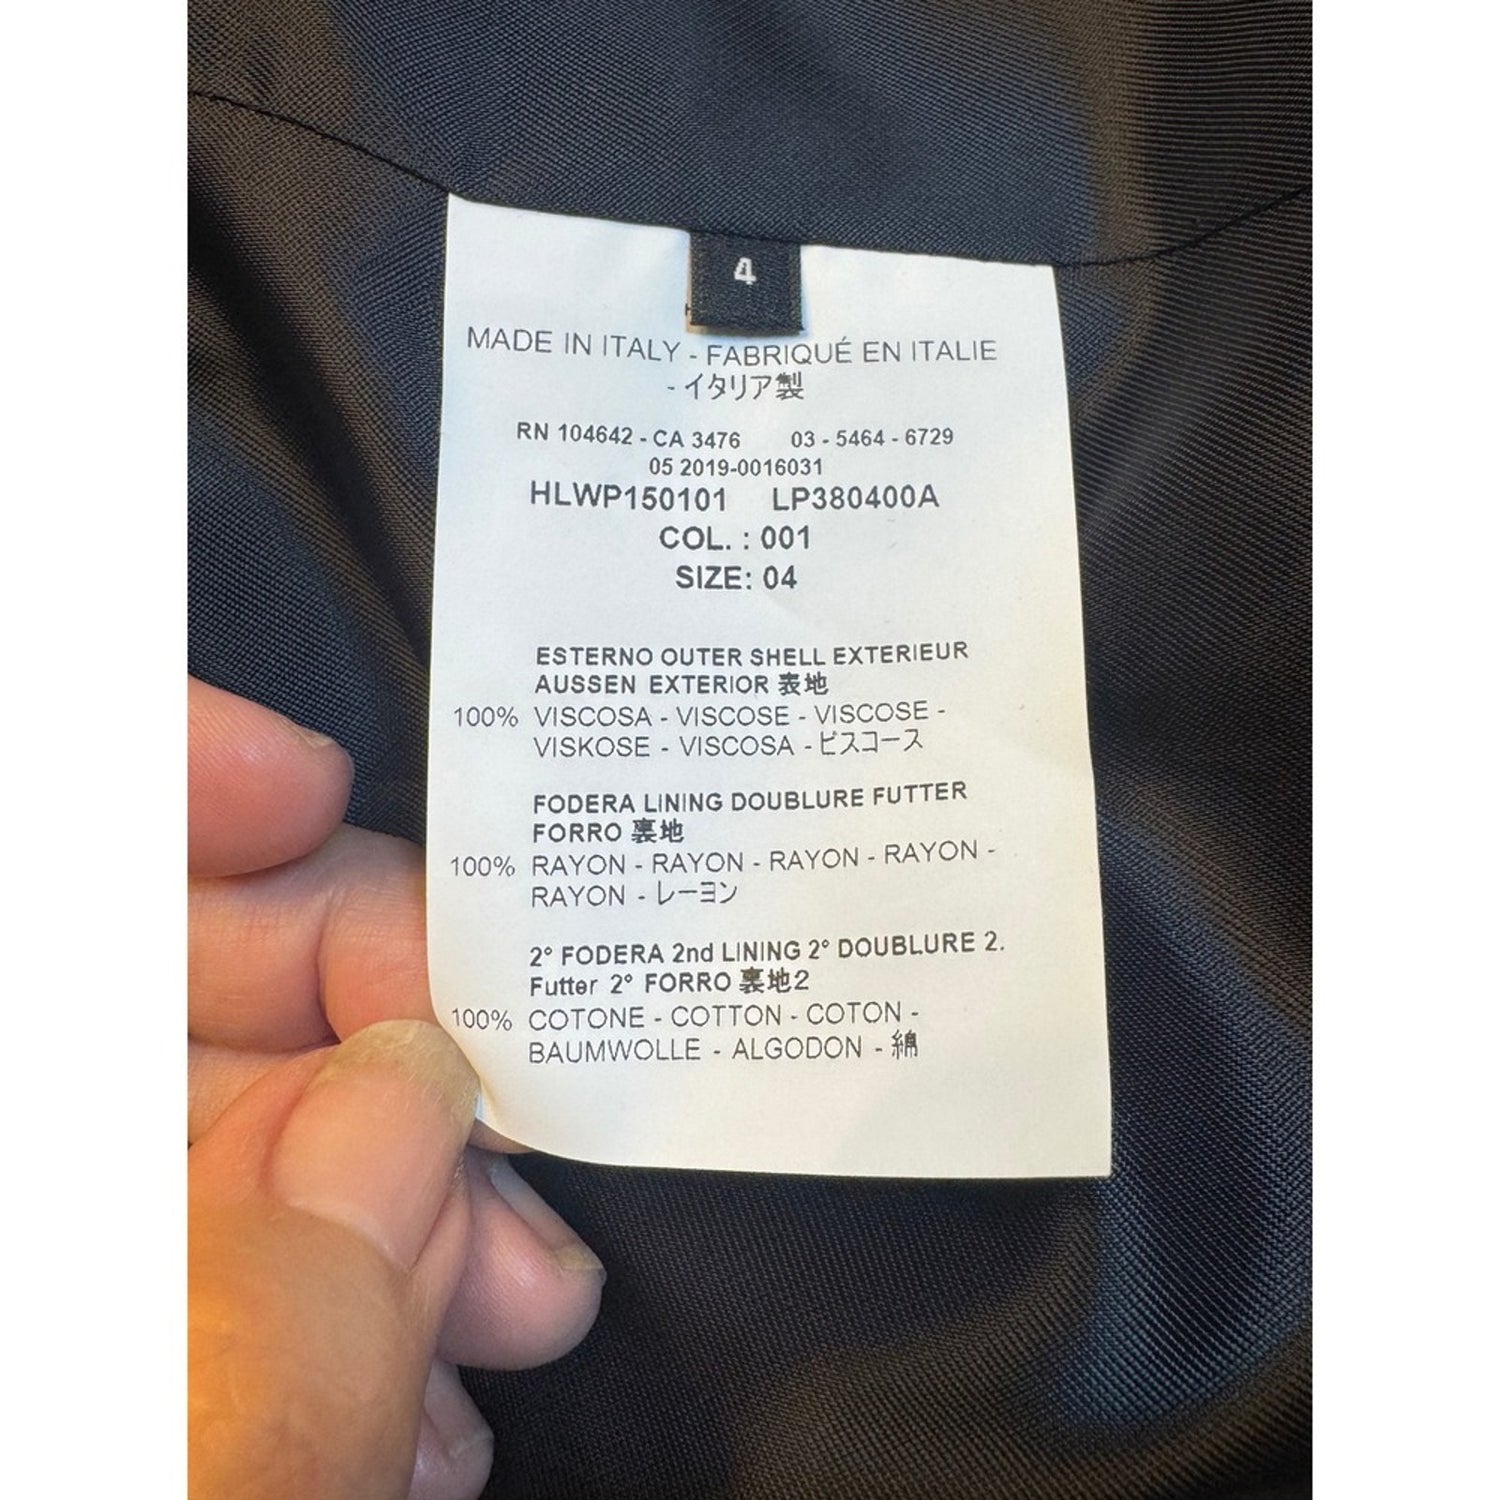 4
MADE IN ITALY - FABRIQUÉ EN ITALIE
- イタリア製
RN 104642 - CA 3476 03 - 5464 - 6729
05 2019-0016031
HLWP150101 LP380400A
COL. : 001
SIZE: 04
ESTERNO OUTER SHELL EXTERIEUR
AUSSEN EXTERIOR 表地
100% VISCOSA - VISCOSE - VISCOSE -
VISKOSE - VISCOSA - ビスコース
FODERA LINING DOUBLURE FUTTER
FORRO 裏地
100% RAYON - RAYON - RAYON - RAYON -
RAYON - レーヨン
2° FODERA 2nd LINING 2° DOUBLURE 2.
Futter 2° FORRO 裏地2
100% COTONE - COTTON - COTON -
BAUMWOLLE - ALGODON - 綿